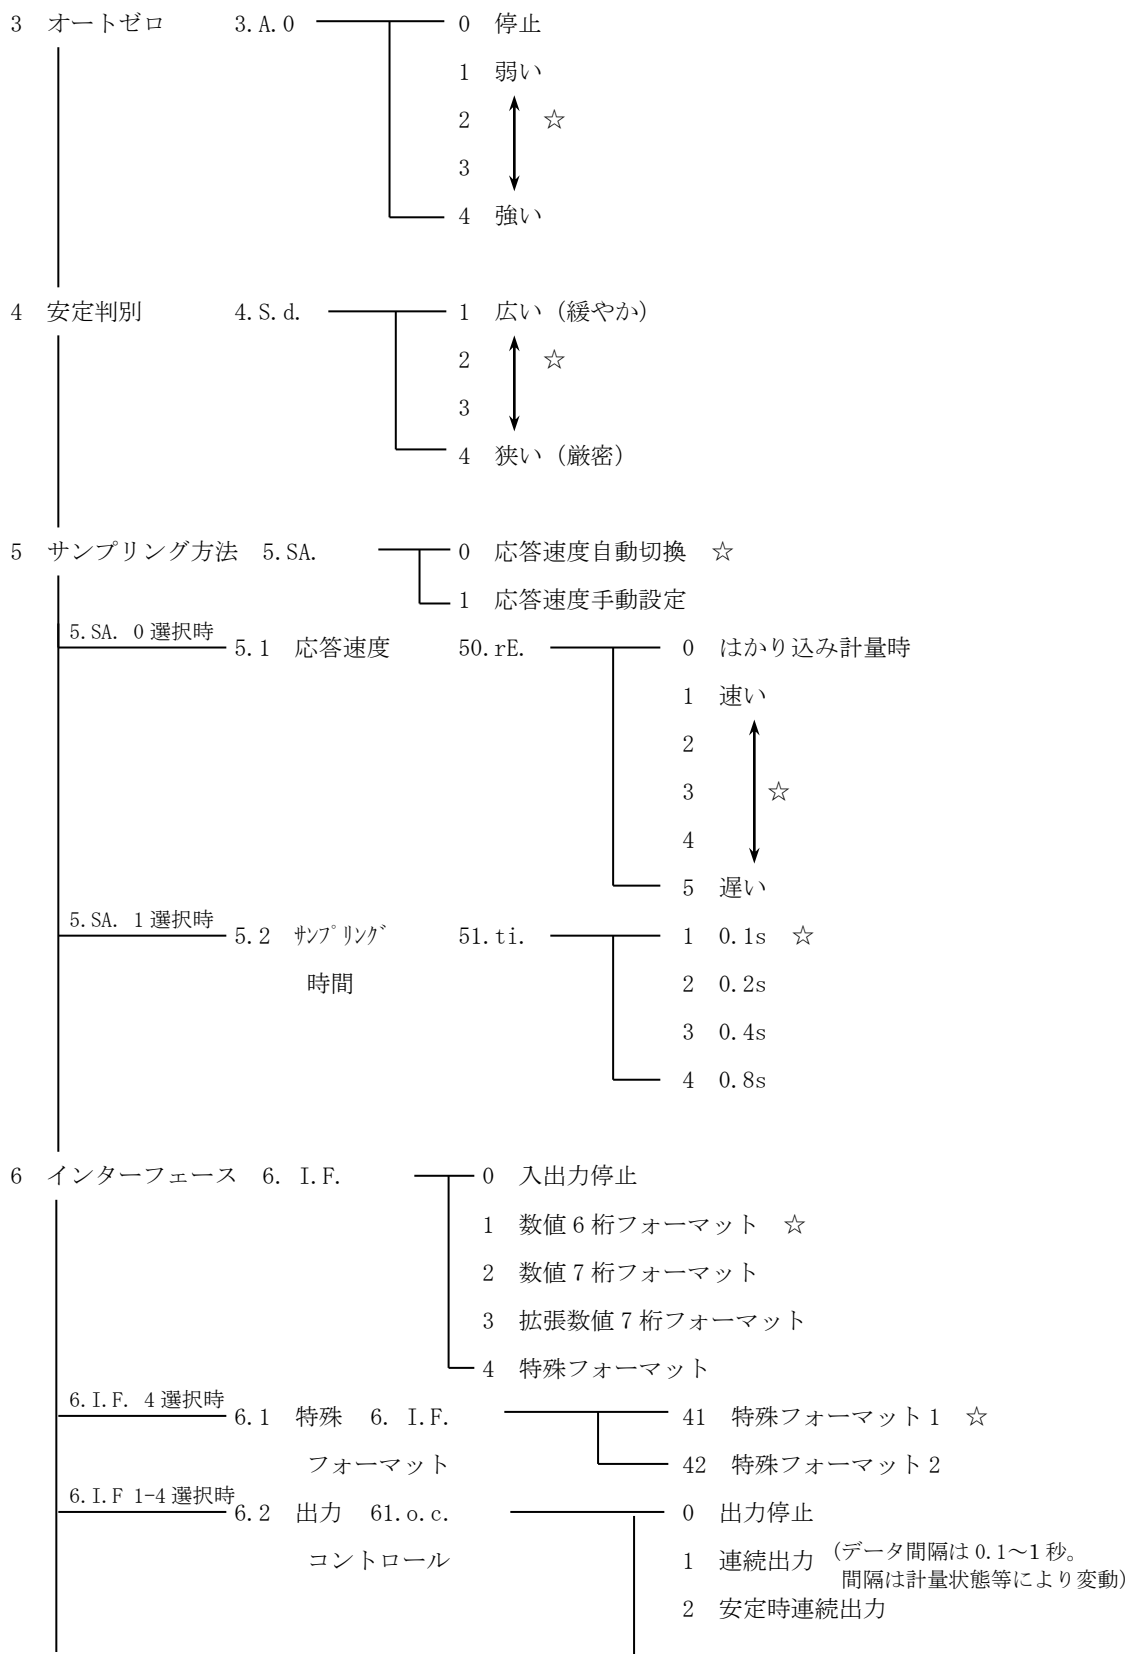 3 オートゼロ 3.A.0 0 停止
1 弱い
2 ☆
3
4 強い
4 安定判別 4.S.d. 1 広い（緩やか）
2 ☆
3
4 狭い（厳密）
5 サンプリング方法 5.SA. 0 応答速度自動切換 ☆
1 応答速度手動設定
5.SA. 0選択時 5.1 応答速度 50.rE. 0 はかり込み計量時
1 速い
2
3 ☆
4
5 遅い
5.SA. 1選択時 5.2 ｻﾝﾌﾟﾘﾝｸﾞ 51.ti. 1 0.1s ☆
時間 2 0.2s
3 0.4s
4 0.8s
6 インターフェース 6. I.F. 0 入出力停止
1 数値6桁フォーマット ☆
2 数値7桁フォーマット
3 拡張数値7桁フォーマット
4 特殊フォーマット
6.I.F. 4選択時 6.1 特殊 6. I.F. 41 特殊フォーマット1 ☆
フォーマット 42 特殊フォーマット2
6.I.F 1-4選択時 6.2 出力 61.o.c. 0 出力停止
コントロール 1 連続出力 （データ間隔は0.1～1秒。
間隔は計量状態等により変動）
2 安定時連続出力